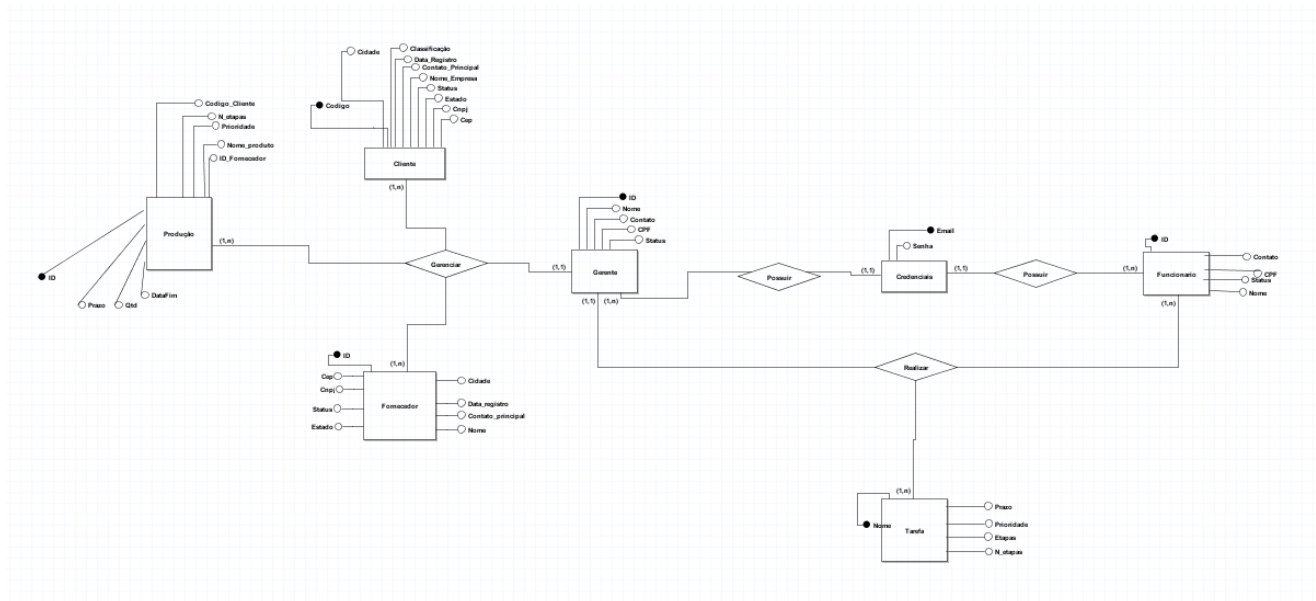 Cidade
Classificação
Data_Registro
Contato_Principal
Nome_Empresa
Status
Estado
Cnpj
Cep
Codigo
Cliente
(1,n)
Codigo_Cliente
N_etapas
Prioridade
Nome_produto
ID_Fornecedor
Produção
(1,n)
ID
Prazo
Qtd
DataFim
Gerenciar
ID
Nome
Contato
CPF
Status
Gerente
(1,1)
(1,1)
(1,n)
Possuir
Email
Senha
Credenciais
(1,1)
(1,1)
Possuir
ID
Contato
CPF
Status
Nome
Funcionario
(1,n)
(1,n)
Realizar
(1,n)
ID
Cep
Cnpj
Status
Estado
Fornecedor
Cidade
Data_registro
Contato_principal
Nome
(1,n)
Nome
Tarefa
Prazo
Prioridade
Etapas
N_etapas